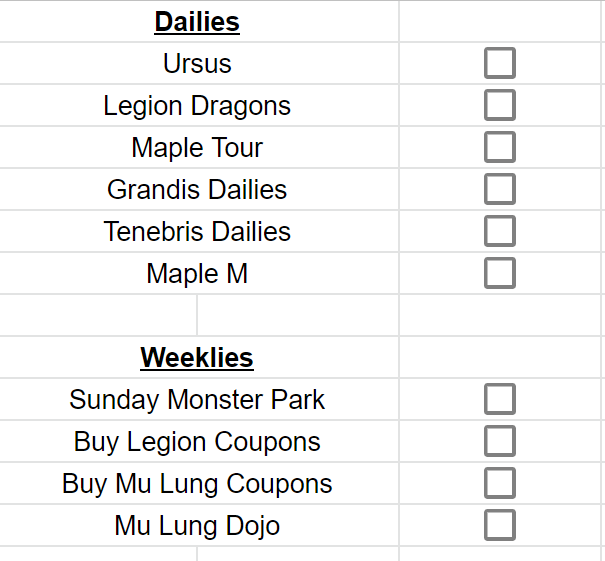 Dailies
Ursus
Legion Dragons
Maple Tour
Grandis Dailies
Tenebris Dailies
Maple M
Weeklies
Sunday Monster Park
Buy Legion Coupons
Buy Mu Lung Coupons
Mu Lung Dojo